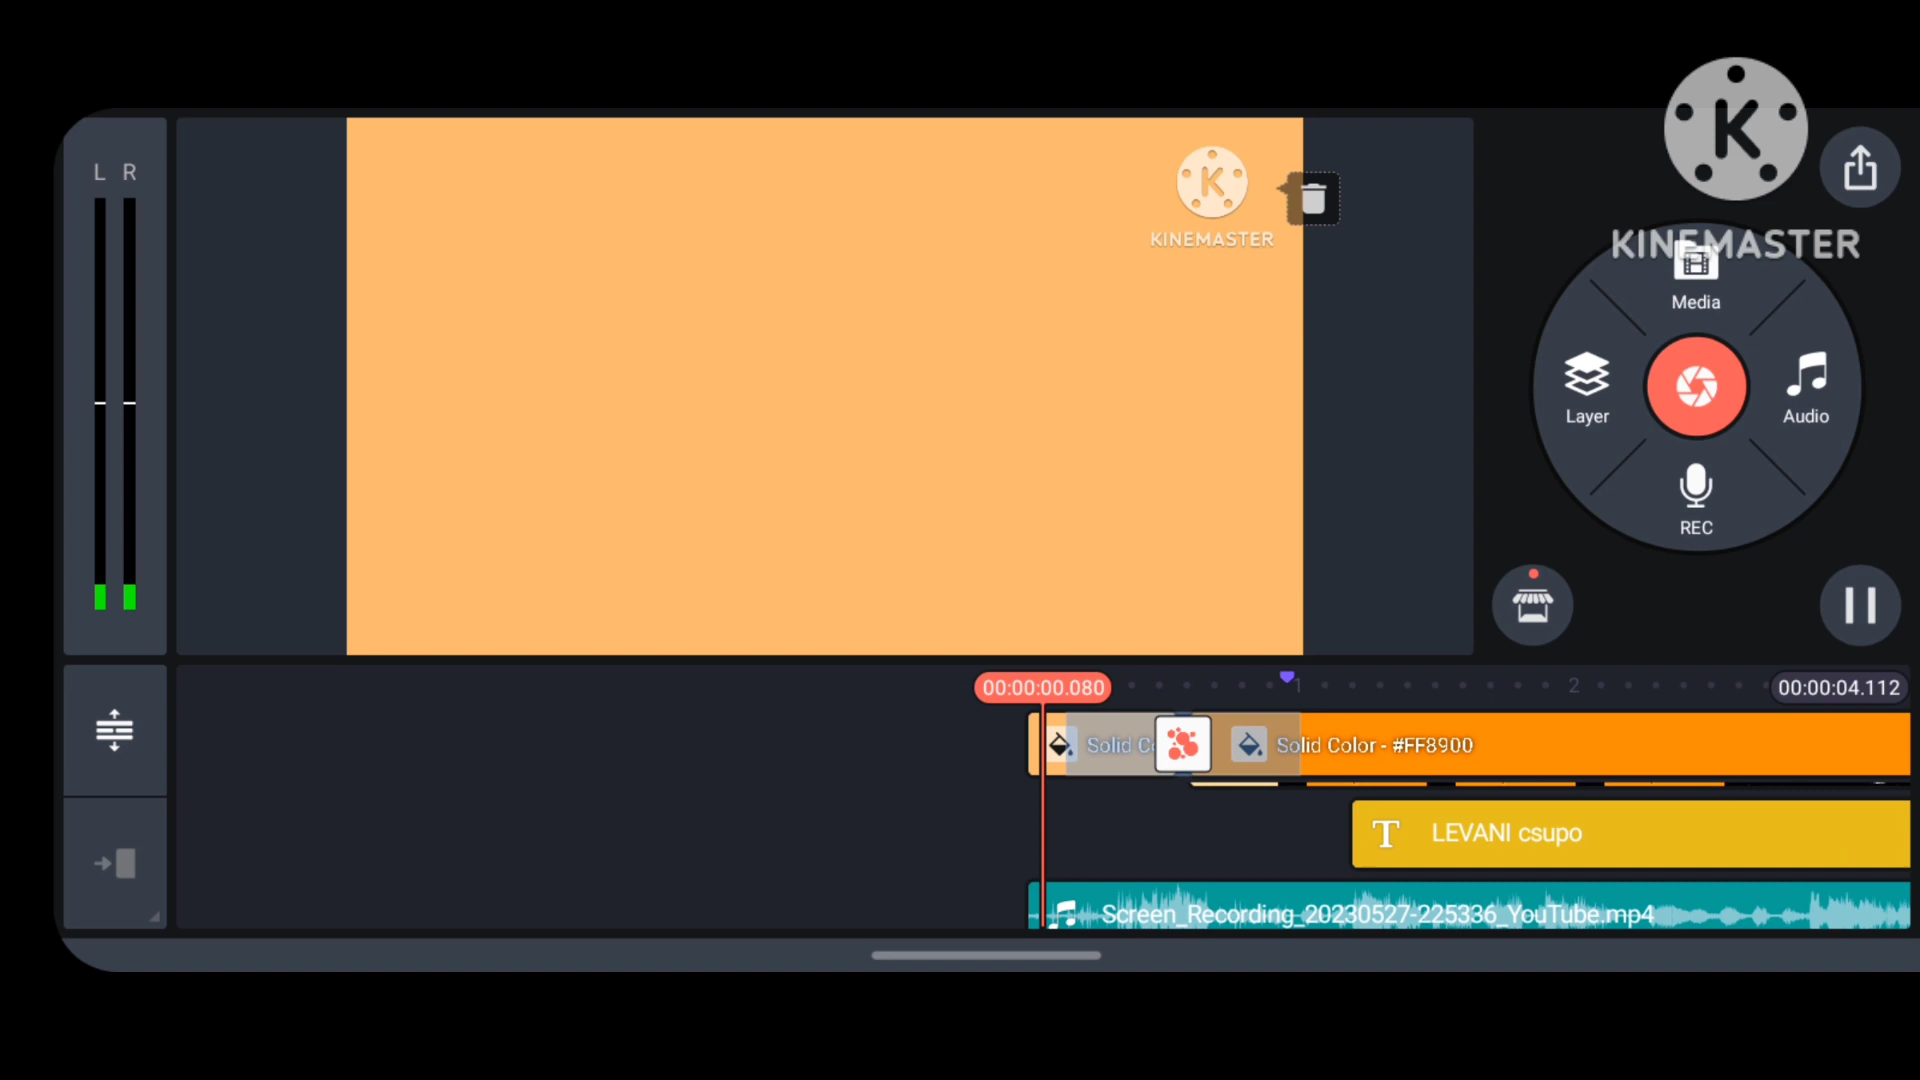 L R
KINEMASTER
KINEMASTER
Media
Layer
Audio
REC
00:00:00.080
1
2
00:00:04.112
Solid C
Solid Color - #FF8900
T LEVANI csupo
Screen_Recording_20230527-225336_YouTube.mp4